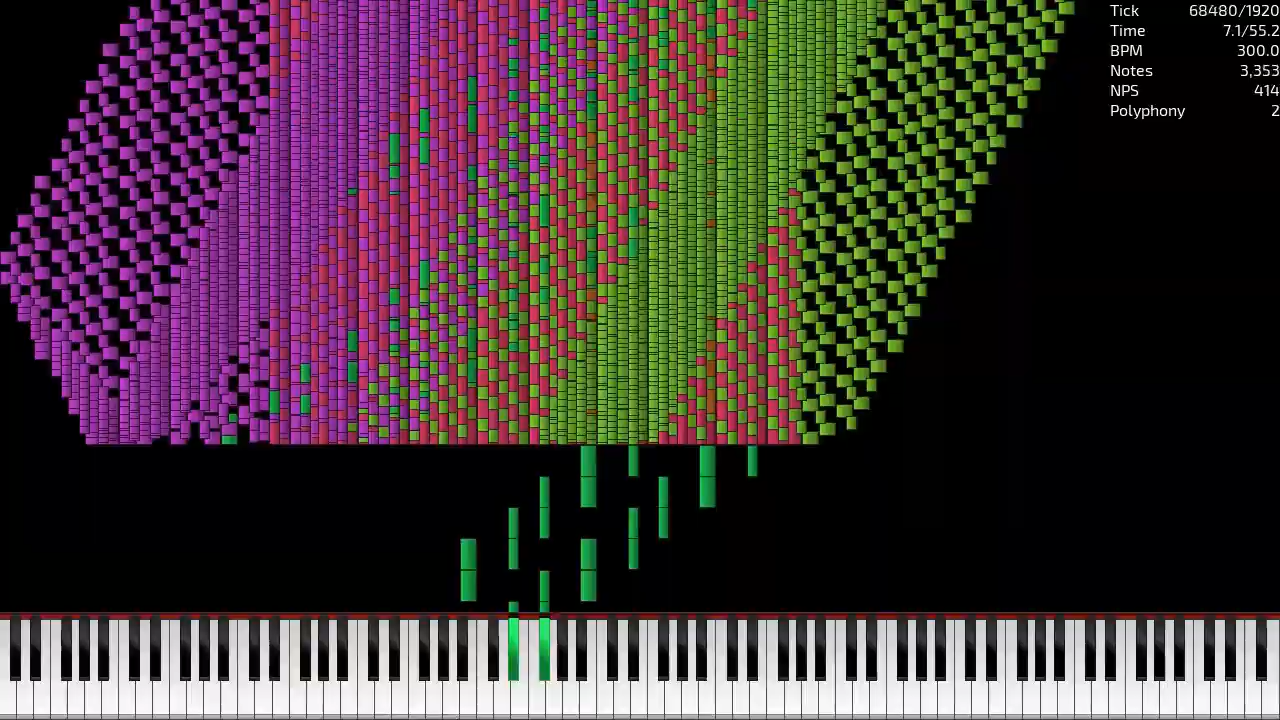 Tick 68480/1920
Time 7.1/55.2
BPM 300.0
Notes 3,353
NPS 414
Polyphony 2